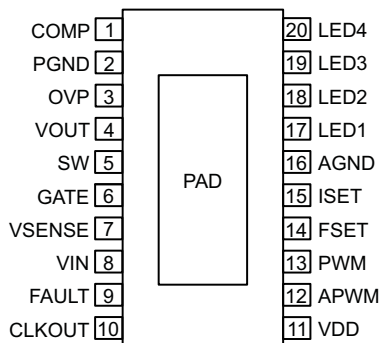 COMP 1 20 LED4
PGND 2 19 LED3
OVP 3 18 LED2
VOUT 4 17 LED1
SW 5 16 AGND
PAD
GATE 6 15 ISET
VSENSE 7 14 FSET
VIN 8 13 PWM
FAULT 9 12 APWM
CLKOUT 10 11 VDD